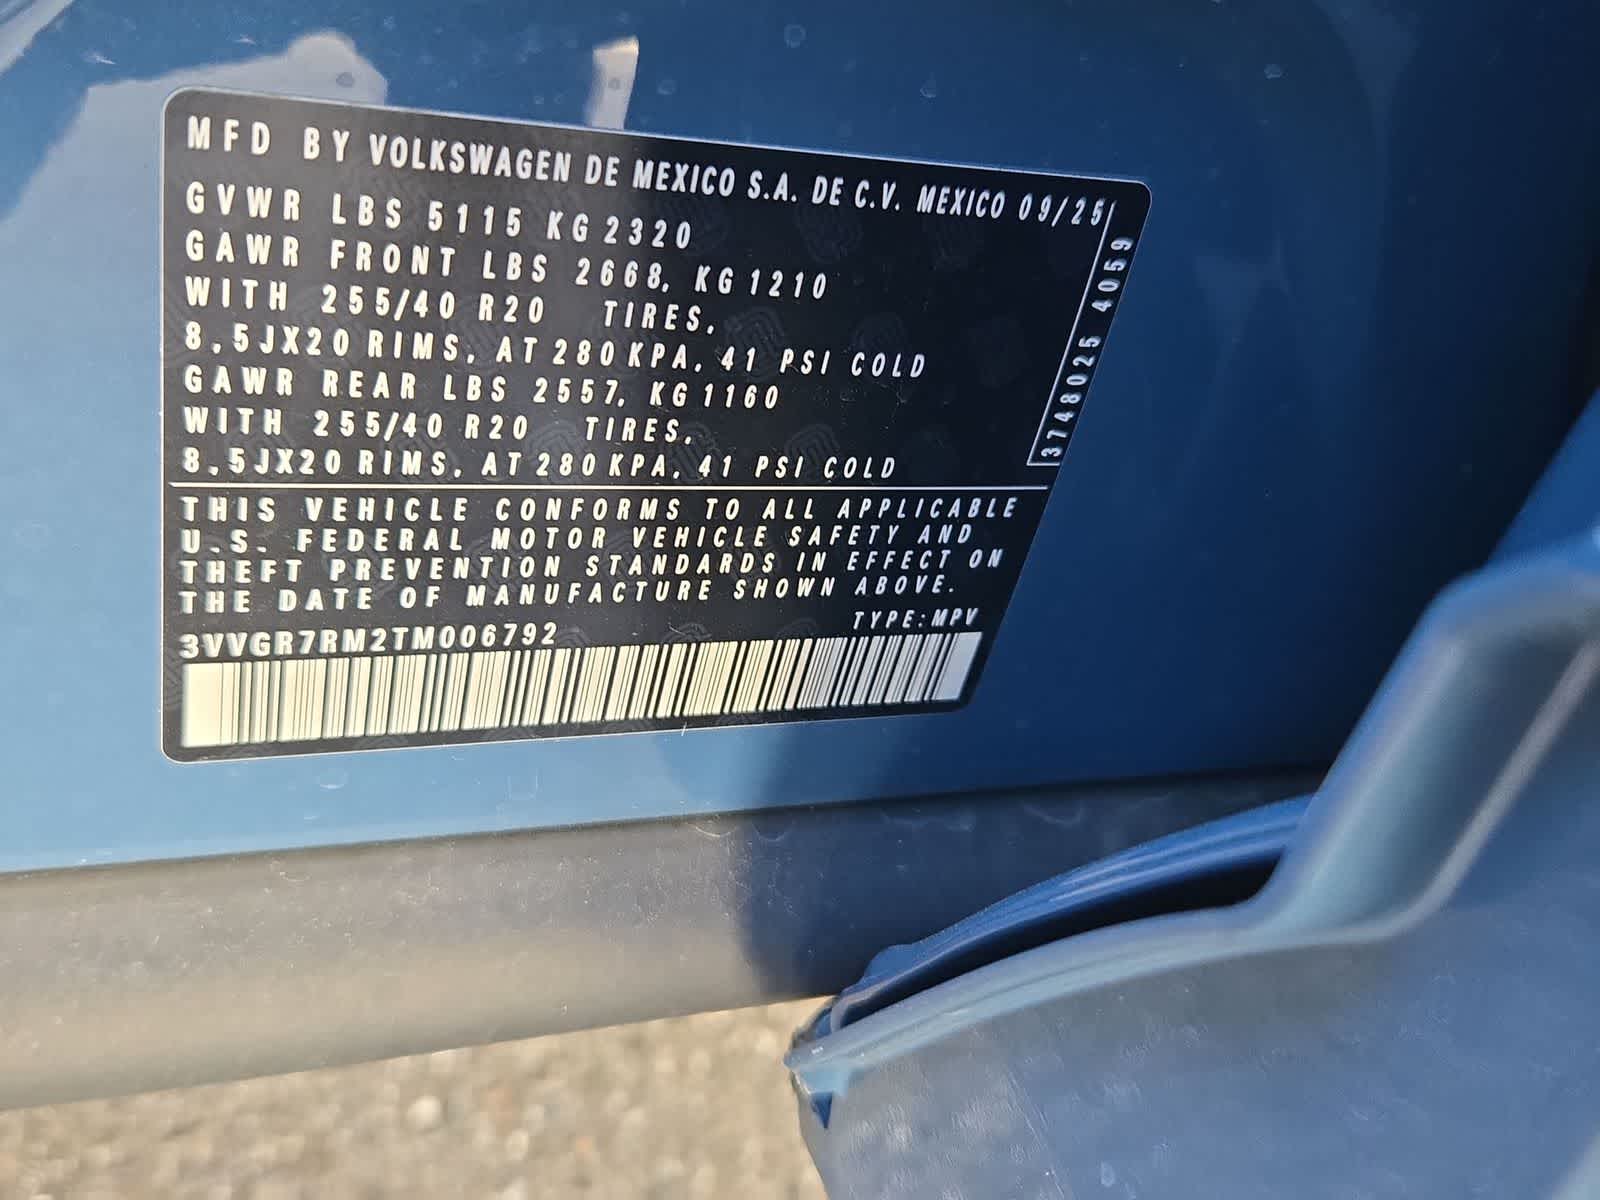 MFD BY VOLKSWAGEN DE MEXICO S.A. DE C.V. MEXICO 09/25
GVWR LBS 5115 KG 2320
GAWR FRONT LBS 2668, KG 1210
WITH 255/40 R20 TIRES,
8,5JX20 RIMS, AT 280 KPA, 41 PSI COLD
GAWR REAR LBS 2557, KG 1160
WITH 255/40 R20 TIRES,
8,5JX20 RIMS, AT 280 KPA, 41 PSI COLD
3748025 4059
THIS VEHICLE CONFORMS TO ALL APPLICABLE
U.S. FEDERAL MOTOR VEHICLE SAFETY AND
THEFT PREVENTION STANDARDS IN EFFECT ON
THE DATE OF MANUFACTURE SHOWN ABOVE.
TYPE:MPV
3VVGR7RM2TM006792